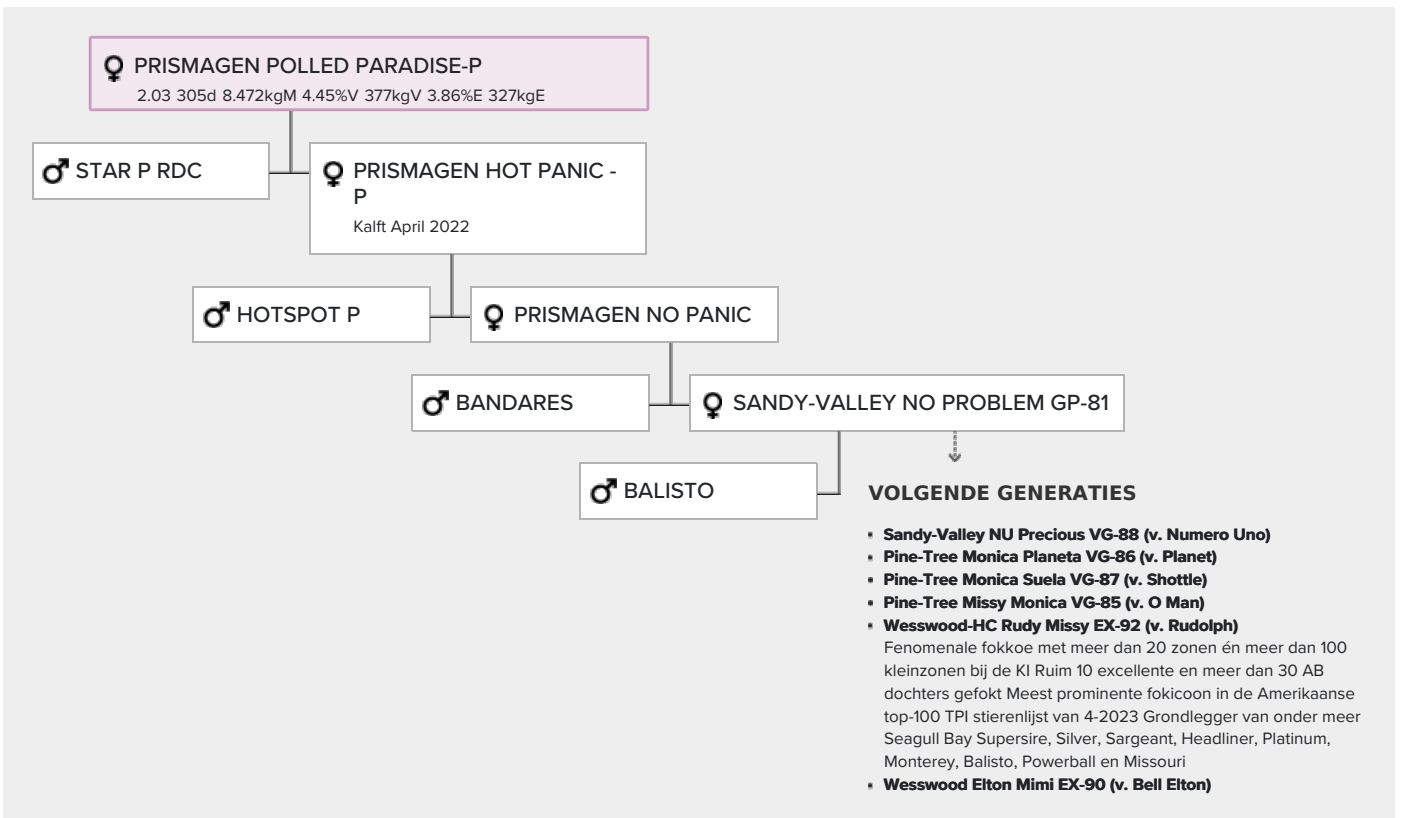 PRISMAGEN POLLED PARADISE-P
2.03 305d 8.472kgM 4.45%V 377kgV 3.86%E 327kgE
STAR P RDC
PRISMAGEN HOT PANIC -
P
Kalft April 2022
HOTSPOT P
PRISMAGEN NO PANIC
BANDARES
SANDY-VALLEY NO PROBLEM GP-81
BALISTO
VOLGENDE GENERATIES
Sandy-Valley NU Precious VG-88 (v. Numero Uno)
Pine-Tree Monica Planeta VG-86 (v. Planet)
Pine-Tree Monica Suela VG-87 (v. Shottle)
Pine-Tree Missy Monica VG-85 (v. O Man)
Wesswood-HC Rudy Missy EX-92 (v. Rudolph)
Fenomenale fokkoe met meer dan 20 zonen én meer dan 100
kleinzonen bij de KI Ruim 10 excellente en meer dan 30 AB
dochters gefokt Meest prominente fokicoon in de Amerikaanse
top-100 TPI stierenlijst van 4-2023 Grondlegger van onder meer
Seagull Bay Supersire, Silver, Sargeant, Headliner, Platinum,
Monterey, Balisto, Powerball en Missouri
Wesswood Elton Mimi EX-90 (v. Bell Elton)